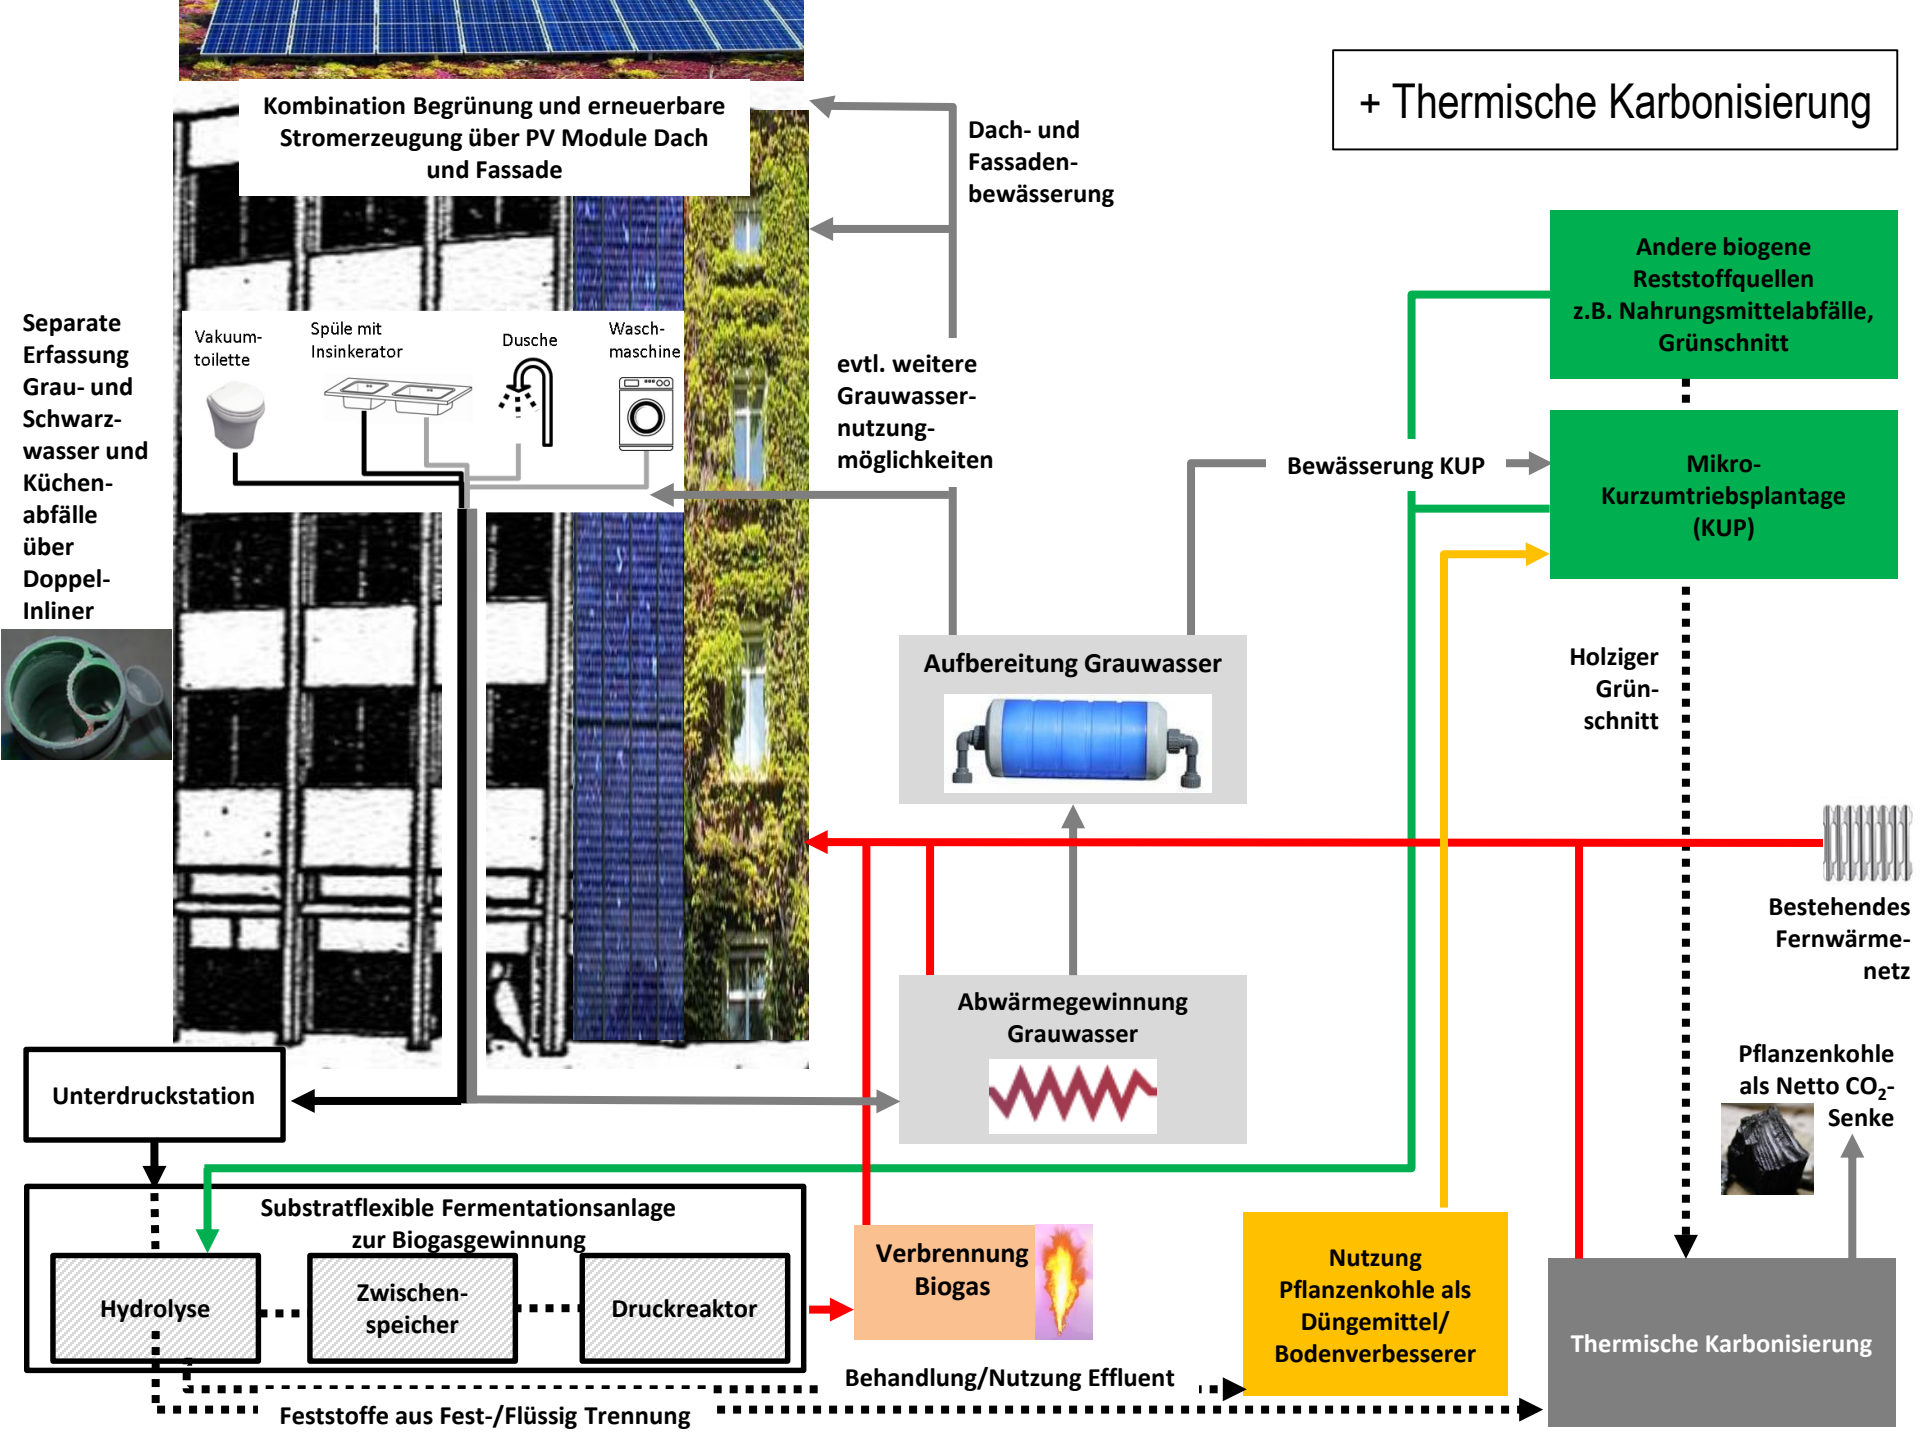 + Thermische Karbonisierung
Kombination Begrünung und erneuerbare
Stromerzeugung über PV Module Dach
und Fassade
Dach- und
Fassaden-
bewässerung
Andere biogene
Reststoffquellen
z.B. Nahrungsmittelabfälle,
Grünschnitt
Separate
Erfassung
Grau- und
Schwarz-
wasser und
Küchen-
abfälle
über
Doppel-
Inliner
Vakuum-
toilette
Spüle mit
Insinkerator
Dusche
Wasch-
maschine
evtl. weitere
Grauwasser-
nutzung-
möglichkeiten
Bewässerung KUP
Mikro-
Kurzumtriebsplantage
(KUP)
Aufbereitung Grauwasser
Holziger
Grün-
schnitt
Bestehendes
Fernwärme-
netz
Abwärmegewinnung
Grauwasser
Pflanzenkohle
als Netto CO₂-
Senke
Unterdruckstation
Substratflexible Fermentationsanlage
zur Biogasgewinnung
Hydrolyse
Zwischen-
speicher
Druckreaktor
Verbrennung
Biogas
Nutzung
Pflanzenkohle als
Düngemittel/
Bodenverbesserer
Thermische Karbonisierung
Behandlung/Nutzung Effluent
Feststoffe aus Fest-/Flüssig Trennung